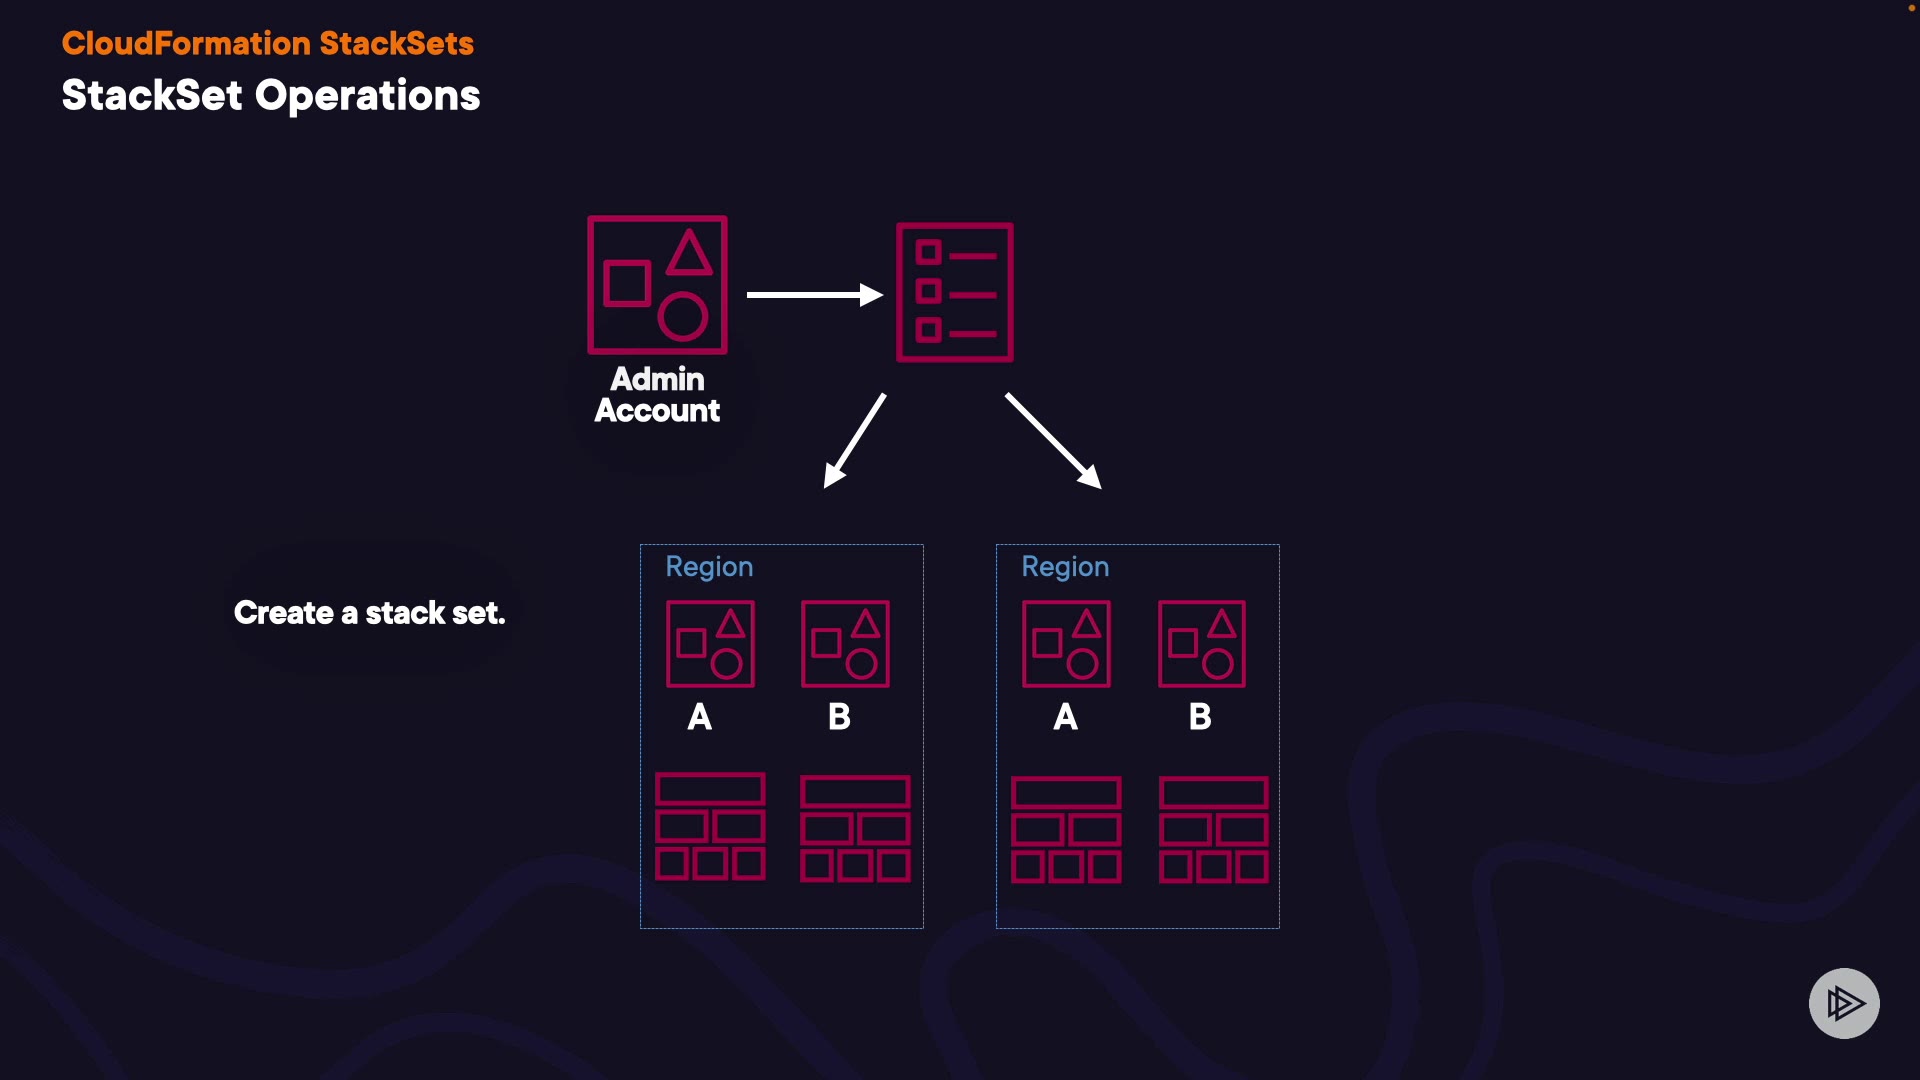 CloudFormation StackSets
StackSet Operations
Admin
Account
Create a stack set.
Region
A
B
Region
A
B